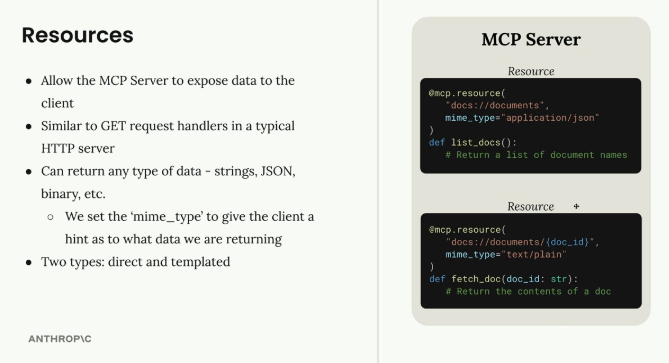 Resources
● Allow the MCP Server to expose data to the
client
● Similar to GET request handlers in a typical
HTTP server
● Can return any type of data - strings, JSON,
binary, etc.
○ We set the ‘mime_type’ to give the client a
hint as to what data we are returning
● Two types: direct and templated
ANTHROP\C
MCP Server
Resource
@mcp.resource(
"docs://documents",
mime_type="application/json"
)
def list_docs():
# Return a list of document names
Resource
@mcp.resource(
"docs://documents/{doc_id}",
mime_type="text/plain"
)
def fetch_doc(doc_id: str):
# Return the contents of a doc